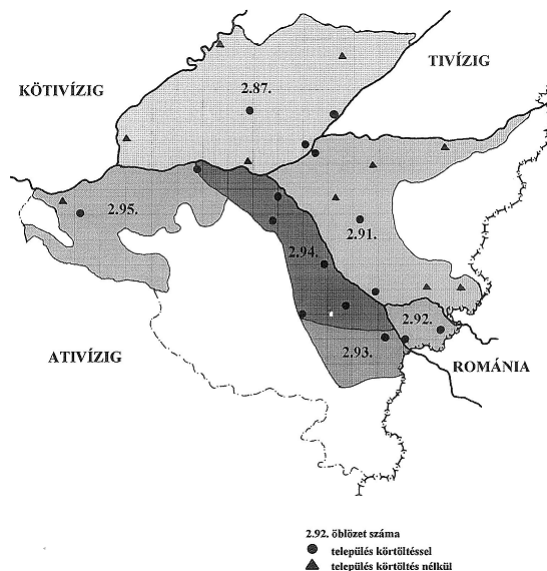 TIVÍZIG
KÖTIVÍZIG
2.87.
2.95.
2.91.
2.94.
2.92.
2.93.
ATIVÍZIG
ROMÁNIA
2.92. öblözet száma
település körtöltéssel
település körtöltés nélkül